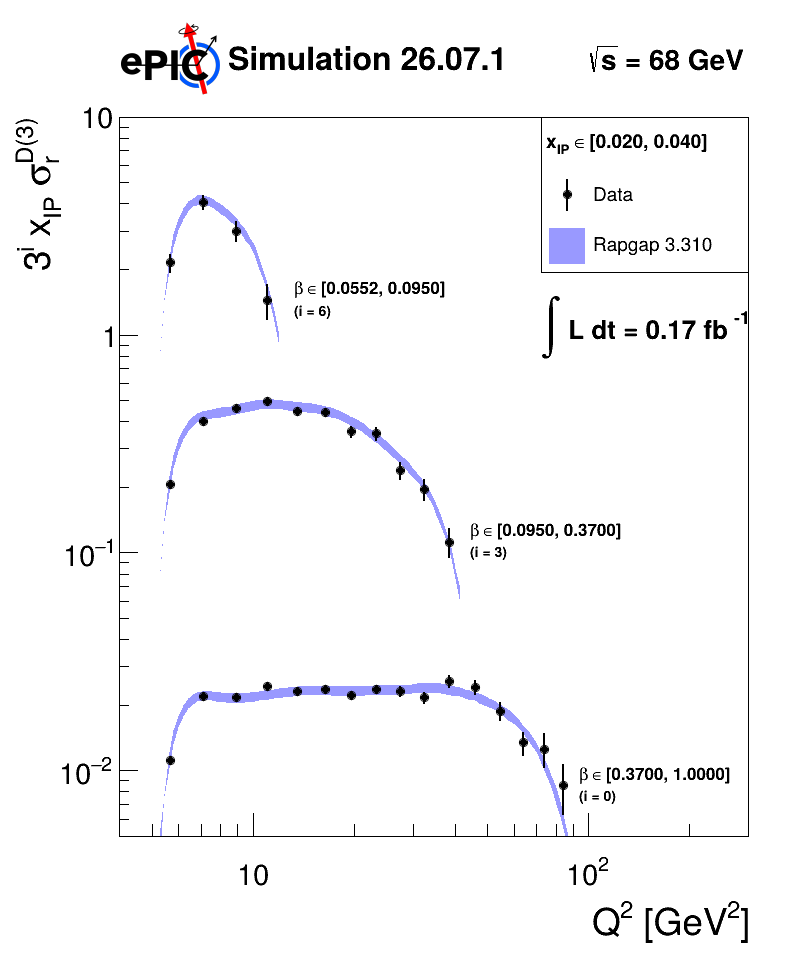 ePIC Simulation 26.07.1
√s = 68 GeV
3^i x_IP σ_r^D(3)
10
1
10^−1
10^−2
x_IP ∈ [0.020, 0.040]
Data
Rapgap 3.310
∫ L dt = 0.17 fb^-1
β ∈ [0.0552, 0.0950]
(i = 6)
β ∈ [0.0950, 0.3700]
(i = 3)
β ∈ [0.3700, 1.0000]
(i = 0)
10
10^2
Q^2 [GeV^2]